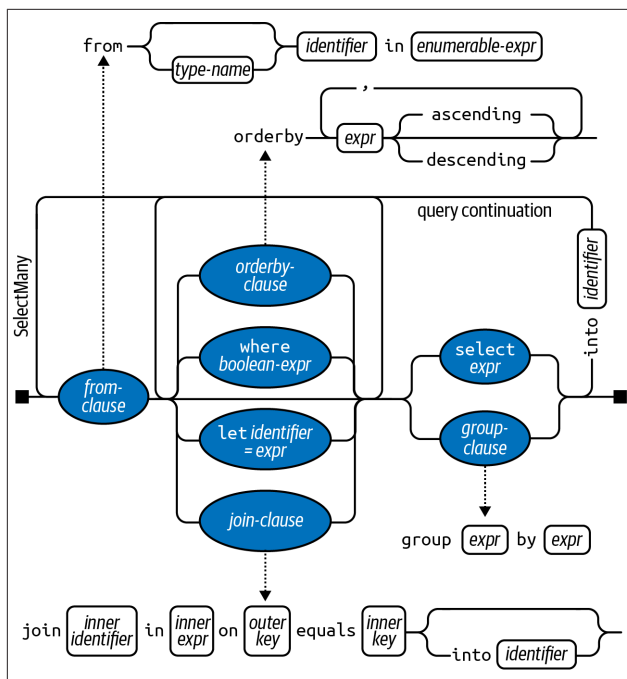 from type-name identifier in enumerable-expr
,
ascending
orderby expr
descending
query continuation
SelectMany
orderby-
clause
into identifier
where
boolean-expr
select
expr
from-
clause
let identifier
= expr
group-
clause
join-clause
group expr by expr
join inner
identifier in inner
expr on outer
key equals inner
key
into identifier